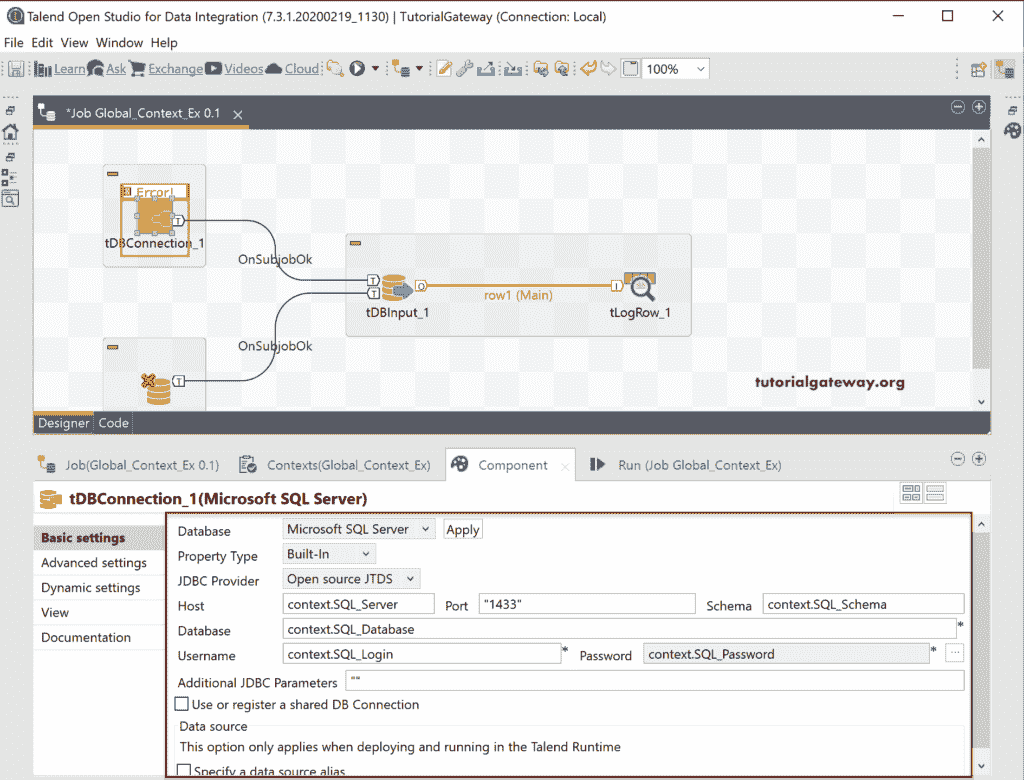 Talend Open Studio for Data Integration (7.3.1.20200219_1130) | TutorialGateway (Connection: Local)
File Edit View Window Help
Learn Ask Exchange Videos Cloud 100%
*Job Global_Context_Ex 0.1
Error!
T
tDBConnection_1
OnSubjobOk
T
T
O
row1 (Main)
I
tDBInput_1
tLogRow_1
OnSubjobOk
T
tutorialgateway.org
Designer Code
Job(Global_Context_Ex 0.1) Contexts(Global_Context_Ex) Component Run (Job Global_Context_Ex)
tDBConnection_1(Microsoft SQL Server)
Basic settings
Advanced settings
Dynamic settings
View
Documentation
Database Microsoft SQL Server Apply
Property Type Built-In
JDBC Provider Open source JTDS
Host context.SQL_Server Port "1433" Schema context.SQL_Schema
Database context.SQL_Database *
Username context.SQL_Login * Password context.SQL_Password * ...
Additional JDBC Parameters ""
Use or register a shared DB Connection
Data source
This option only applies when deploying and running in the Talend Runtime
Specify a data source alias